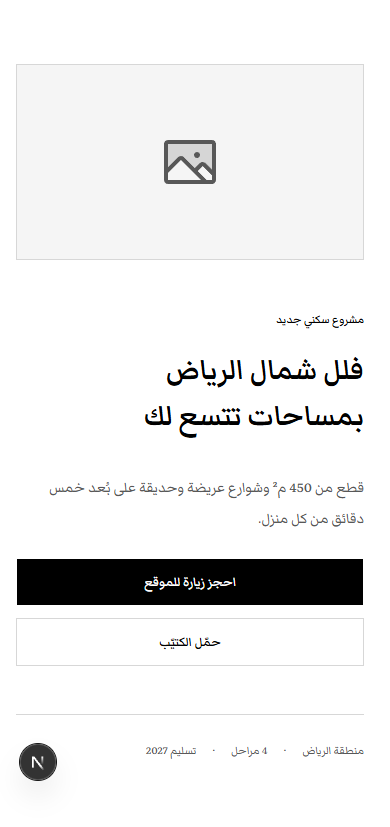 مشروع سكني جديد
فلل شمال الرياض
بمساحات تتسع لك
قطع من 450 م² وشوارع عريضة وحديقة على بُعد خمس
دقائق من كل منزل.
احجز زيارة للموقع
حمّل الكتيّب
منطقة الرياض · 4 مراحل · تسليم 2027
N